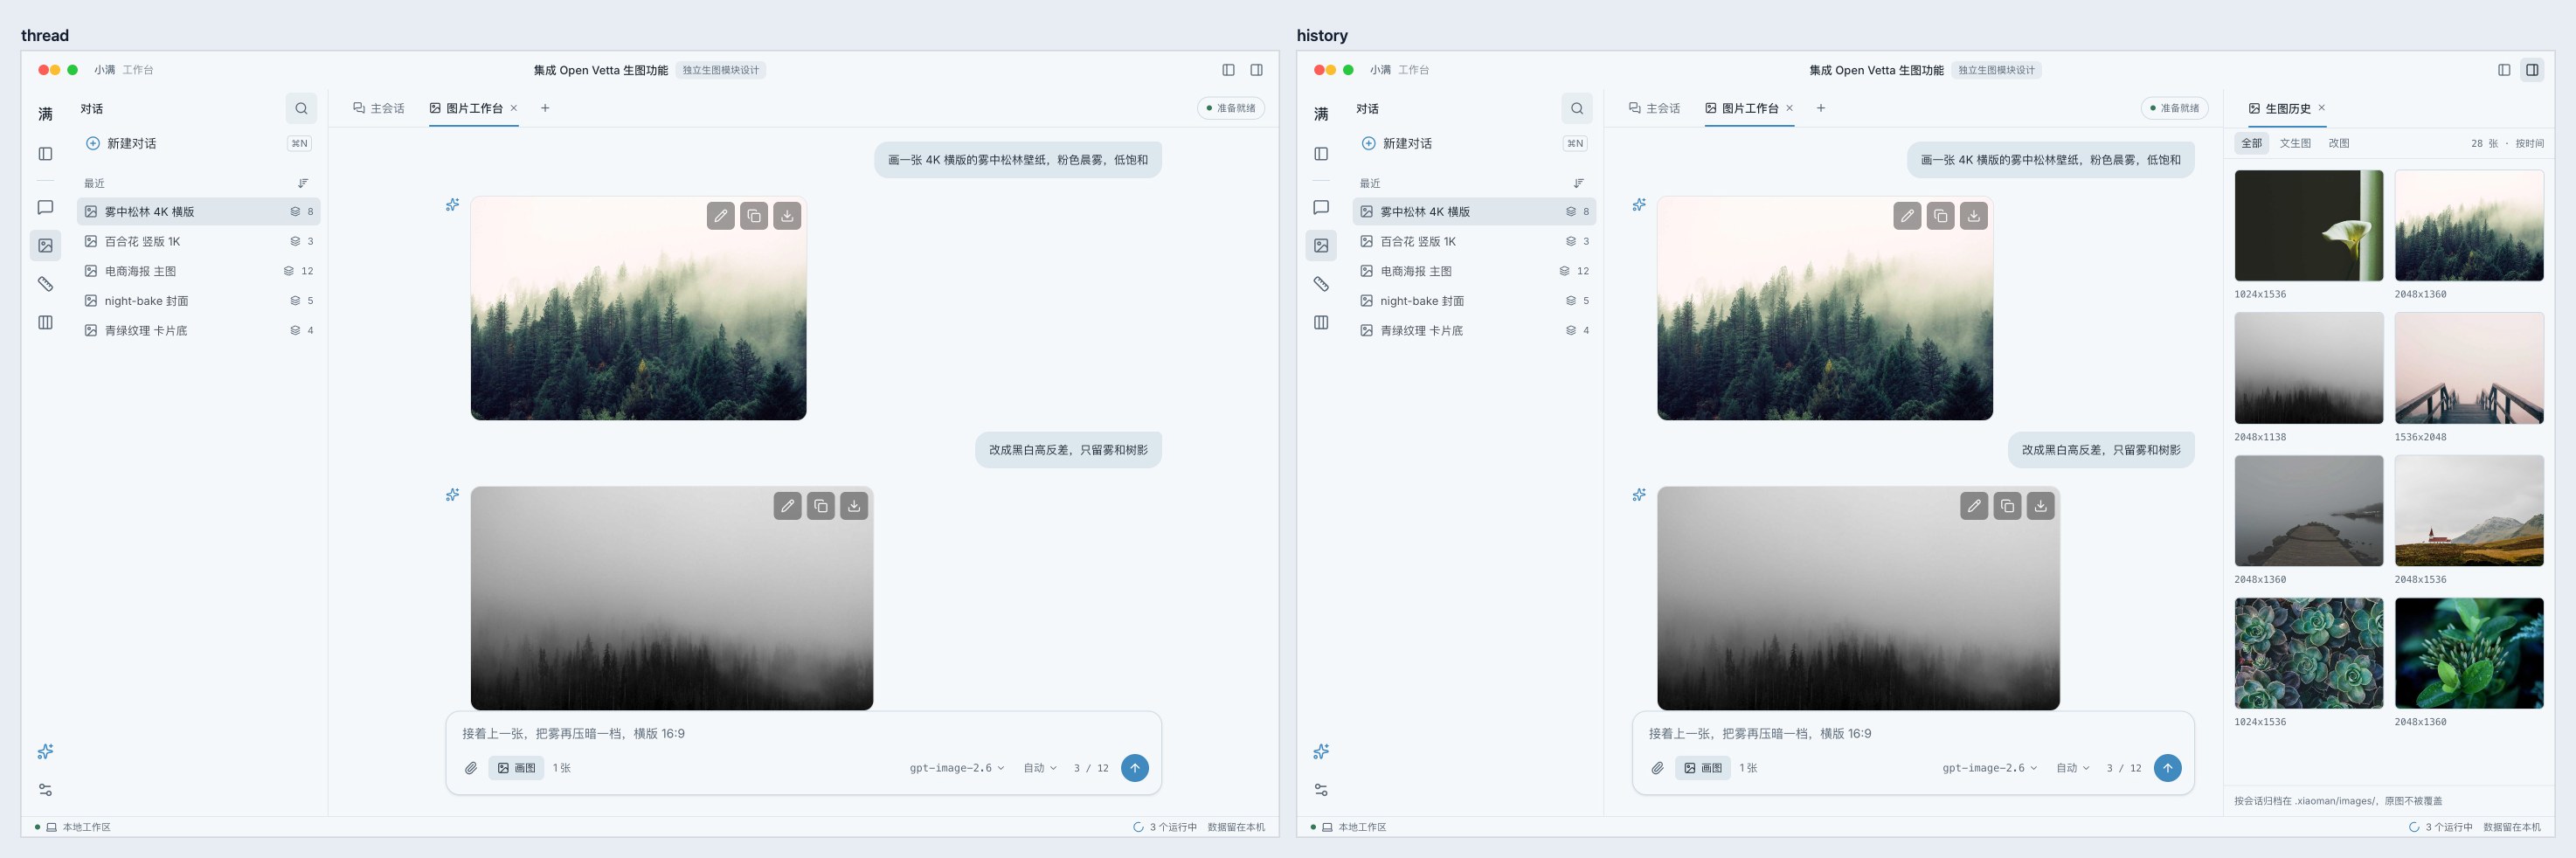 thread
小满 工作台
集成 Open Vetta 生图功能 独立生图模块设计
满
对话
新建对话 ⌘N
最近
雾中松林 4K 横版 8
百合花 竖版 1K 3
电商海报 主图 12
night-bake 封面 5
青绿纹理 卡片底 4
主会话 图片工作台 × +
准备就绪
画一张 4K 横版的雾中松林壁纸，粉色晨雾，低饱和
改成黑白高反差，只留雾和树影
接着上一张，把雾再压暗一档，横版 16:9
画图 1 张 gpt-image-2.6 自动 3 / 12
本地工作区
3 个运行中 数据留在本机
history
小满 工作台
集成 Open Vetta 生图功能 独立生图模块设计
满
对话
新建对话 ⌘N
最近
雾中松林 4K 横版 8
百合花 竖版 1K 3
电商海报 主图 12
night-bake 封面 5
青绿纹理 卡片底 4
主会话 图片工作台 × +
准备就绪
画一张 4K 横版的雾中松林壁纸，粉色晨雾，低饱和
改成黑白高反差，只留雾和树影
接着上一张，把雾再压暗一档，横版 16:9
画图 1 张 gpt-image-2.6 自动 3 / 12
生图历史 ×
全部 文生图 改图 28 张 · 按时间
1024x1536 2048x1360
2048x1138 1536x2048
2048x1360 2048x1536
1024x1536 2048x1360
按会话归档在 .xiaoman/images/，原图不被覆盖
本地工作区
3 个运行中 数据留在本机